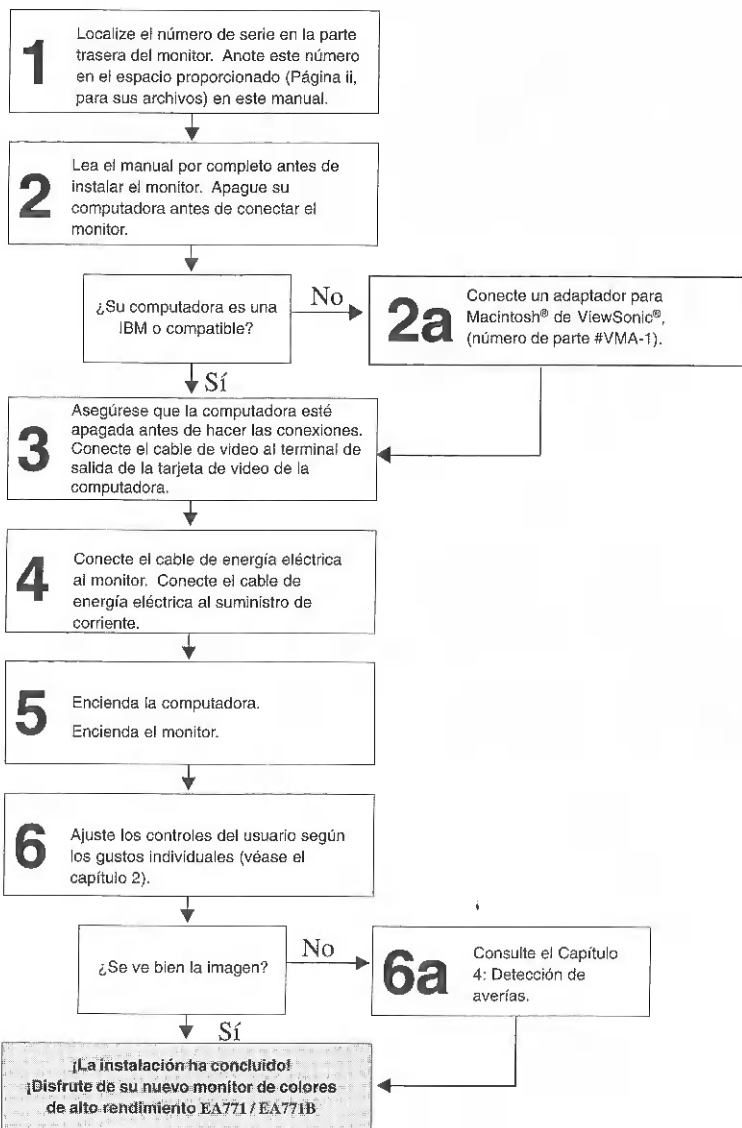 1
Localize el número de serie en la parte
trasera del monitor. Anote este número
en el espacio proporcionado (Página ii,
para sus archivos) en este manual.
2
Lea el manual por completo antes de
instalar el monitor. Apague su
computadora antes de conectar el
monitor.
¿Su computadora es una
IBM o compatible?
No
2a
Conecte un adaptador para
Macintosh® de ViewSonic®,
(número de parte #VMA-1).
Sí
3
Asegúrese que la computadora esté
apagada antes de hacer las conexiones.
Conecte el cable de video al terminal de
salida de la tarjeta de video de la
computadora.
4
Conecte el cable de energía eléctrica
al monitor. Conecte el cable de
energía eléctrica al suministro de
corriente.
5
Encienda la computadora.
Encienda el monitor.
6
Ajuste los controles del usuario según
los gustos individuales (véase el
capítulo 2).
¿Se ve bien la imagen?
No
6a
Consulte el Capítulo
4: Detección de
averías.
Sí
¡La instalación ha concluido!
¡Disfrute de su nuevo monitor de colores
de alto rendimiento EA771 / EA771B